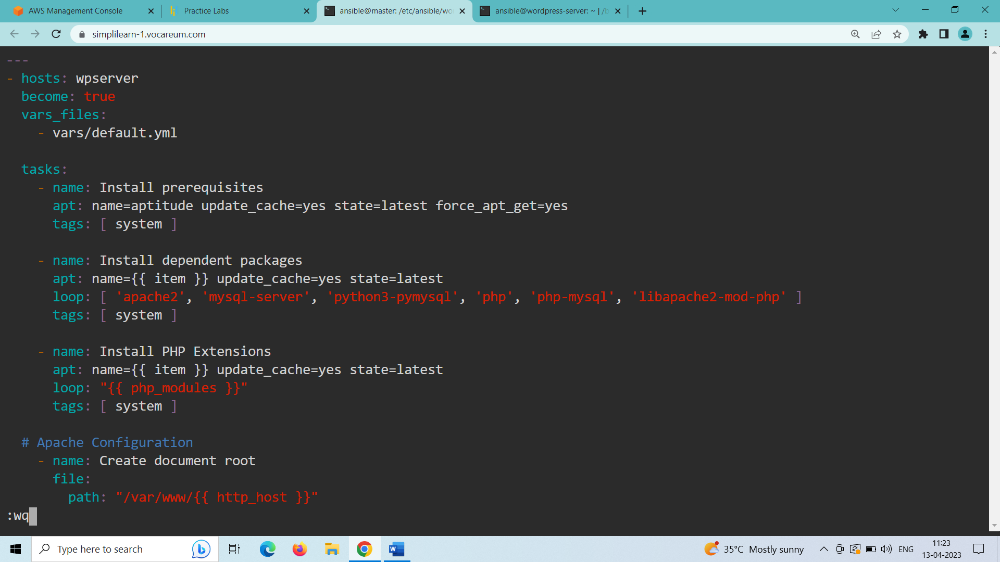 AWS Management Console
Practice Labs
ansible@master: /etc/ansible/wo
ansible@wordpress-server: ~ | /b
simplilearn-1.vocareum.com
---
- hosts: wpserver
  become: true
  vars_files:
    - vars/default.yml
  tasks:
    - name: Install prerequisites
      apt: name=aptitude update_cache=yes state=latest force_apt_get=yes
      tags: [ system ]
    - name: Install dependent packages
      apt: name={{ item }} update_cache=yes state=latest
      loop: [ 'apache2', 'mysql-server', 'python3-pymysql', 'php', 'php-mysql', 'libapache2-mod-php' ]
      tags: [ system ]
    - name: Install PHP Extensions
      apt: name={{ item }} update_cache=yes state=latest
      loop: "{{ php_modules }}"
      tags: [ system ]
  # Apache Configuration
    - name: Create document root
      file:
        path: "/var/www/{{ http_host }}"
:wq
Type here to search
35°C Mostly sunny
ENG
11:23
13-04-2023